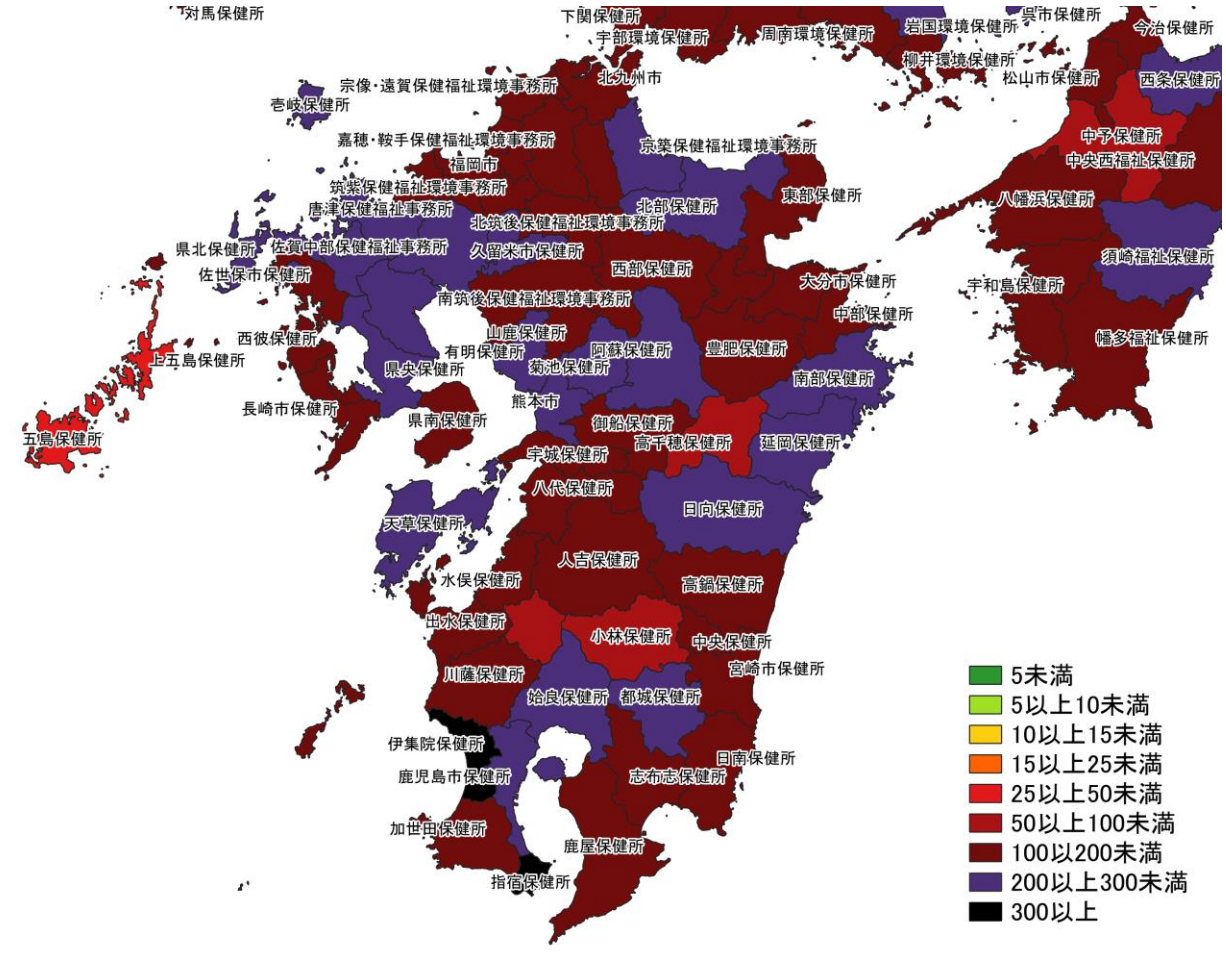 対馬保健所
下関保健所
宇部環境保健所
周南環境保健所
岩国環境保健所
呉市保健所
今治保健所
柳井環境保健所
松山市保健所
西条保健所
北九州市
宗像・遠賀保健福祉環境事務所
壱岐保健所
嘉穂・鞍手保健福祉環境事務所
京築保健福祉環境事務所
中予保健所
中央西福祉保健所
福岡市
筑紫保健福祉環境事務所
東部保健所
八幡浜保健所
唐津保健福祉事務所
北部保健所
北筑後保健福祉環境事務所
県北保健所
佐賀中部保健福祉事務所
久留米市保健所
須崎福祉保健所
佐世保市保健所
西部保健所
大分市保健所
宇和島保健所
南筑後保健福祉環境事務所
中部保健所
西彼保健所
山鹿保健所
幡多福祉保健所
上五島保健所
有明保健所
阿蘇保健所
豊肥保健所
県央保健所
菊池保健所
南部保健所
長崎市保健所
熊本市
県南保健所
御船保健所
五島保健所
高千穂保健所
延岡保健所
宇城保健所
八代保健所
天草保健所
日向保健所
人吉保健所
水俣保健所
高鍋保健所
出水保健所
小林保健所
中央保健所
川薩保健所
宮崎市保健所
姶良保健所
都城保健所
伊集院保健所
鹿児島市保健所
志布志保健所
日南保健所
加世田保健所
鹿屋保健所
指宿保健所
5未満
5以上10未満
10以上15未満
15以上25未満
25以上50未満
50以上100未満
100以200未満
200以上300未満
300以上